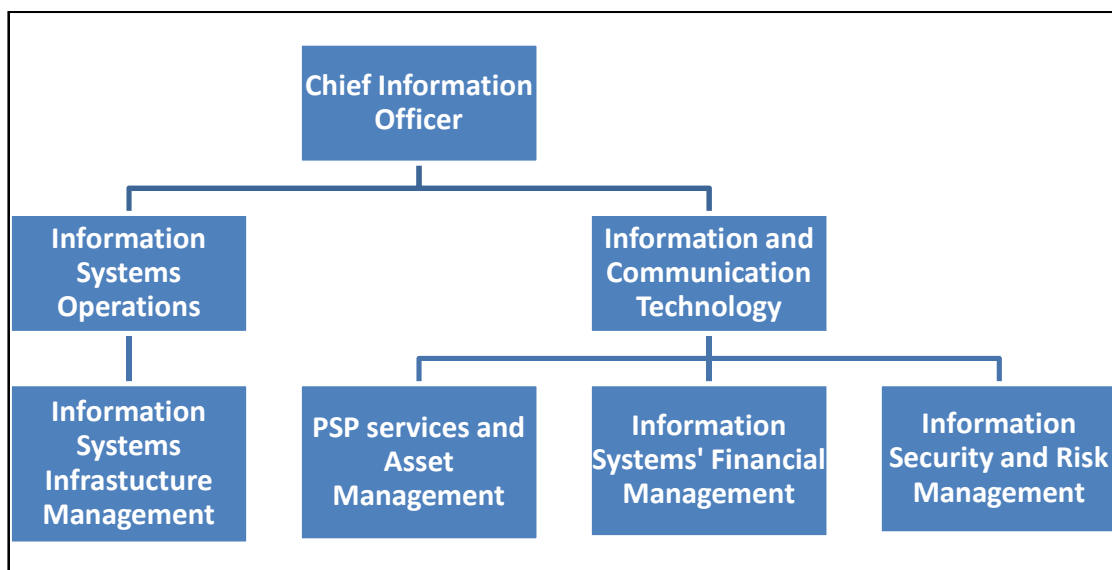 Chief Information
Officer
Information
Systems
Operations
Information and
Communication
Technology
Information
Systems
Infrastucture
Management
PSP services and
Asset
Management
Information
Systems' Financial
Management
Information
Security and Risk
Management